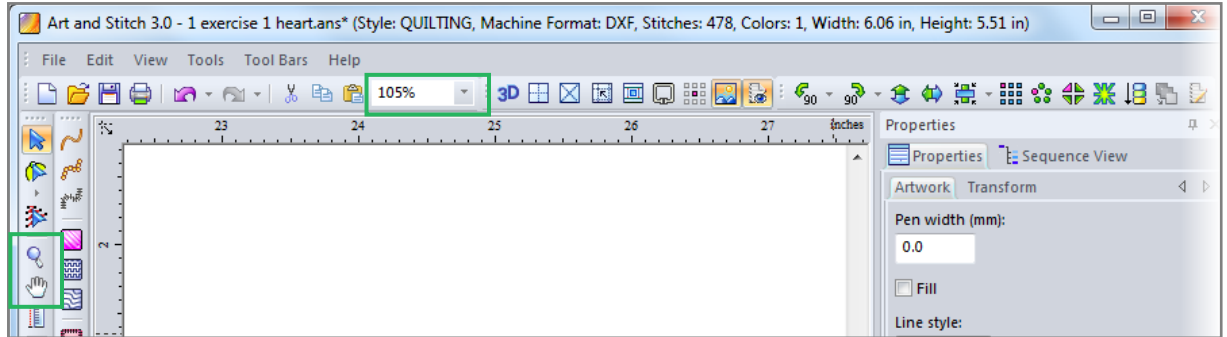 Art and Stitch 3.0 - 1 exercise 1 heart.ans* (Style: QUILTING, Machine Format: DXF, Stitches: 478, Colors: 1, Width: 6.06 in, Height: 5.51 in)
File Edit View Tools Tool Bars Help
105% 3D 90 90
23 24 25 26 27 inches
Properties
Properties Sequence View
Artwork Transform
Pen width (mm):
2
0.0
Fill
Line style: